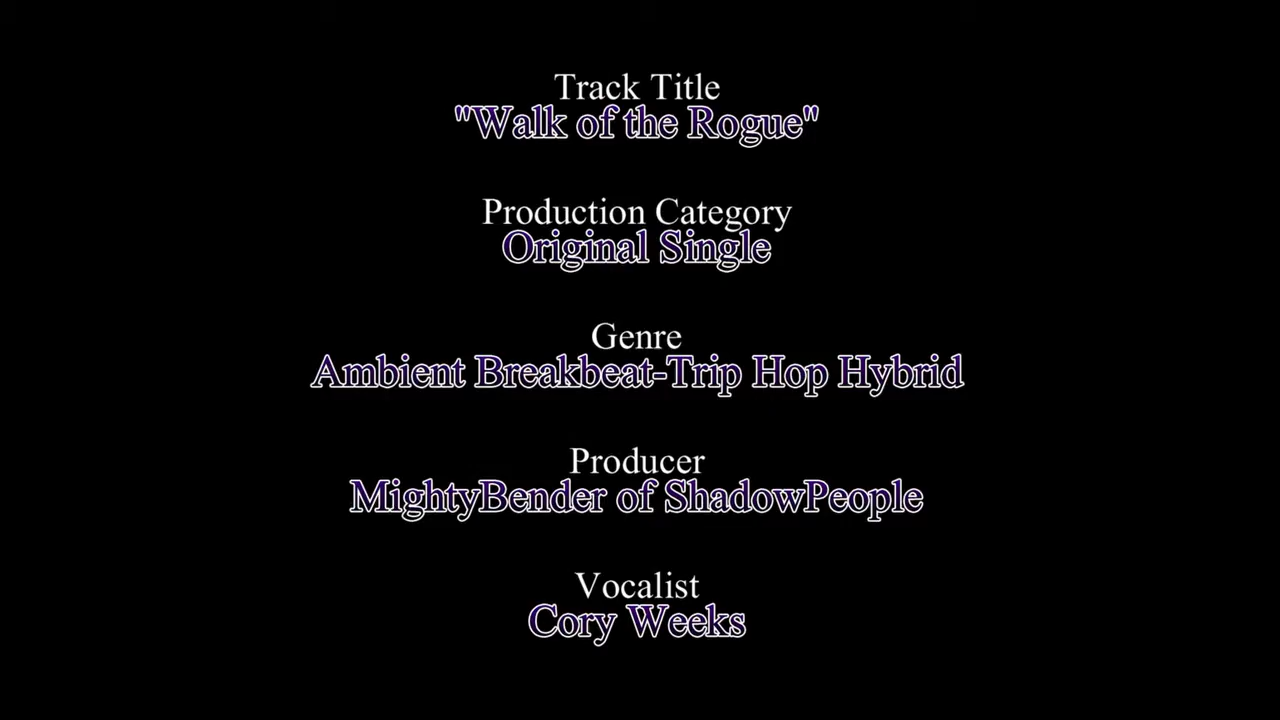 Track Title
"Walk of the Rogue"
Production Category
Original Single
Genre
Ambient Breakbeat-Trip Hop Hybrid
Producer
MightyBender of ShadowPeople
Vocalist
Cory Weeks